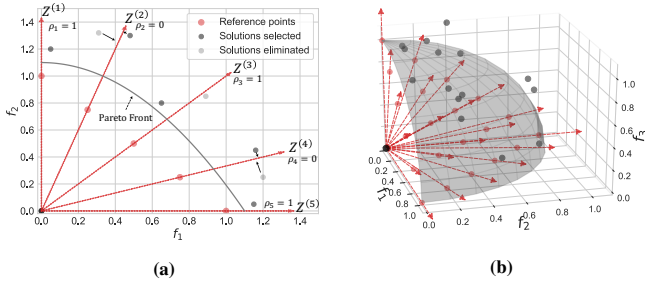 Z(1)
ρ1 = 1
Z(2)
ρ2 = 0
Reference points
Solutions selected
Solutions eliminated
Z(3)
ρ3 = 1
Pareto Front
Z(4)
ρ4 = 0
ρ5 = 1
Z(5)
1.4
1.2
1.0
0.8
0.6
0.4
0.2
0.0
f2
0.0 0.2 0.4 0.6 0.8 1.0 1.2 1.4
f1
(a)
1.0
0.8
0.6
0.4
0.2
0.0
f3
0.0
0.2
0.4
0.6
0.8
f1
0.0 0.2 0.4 0.6 0.8 1.0
f2
(b)